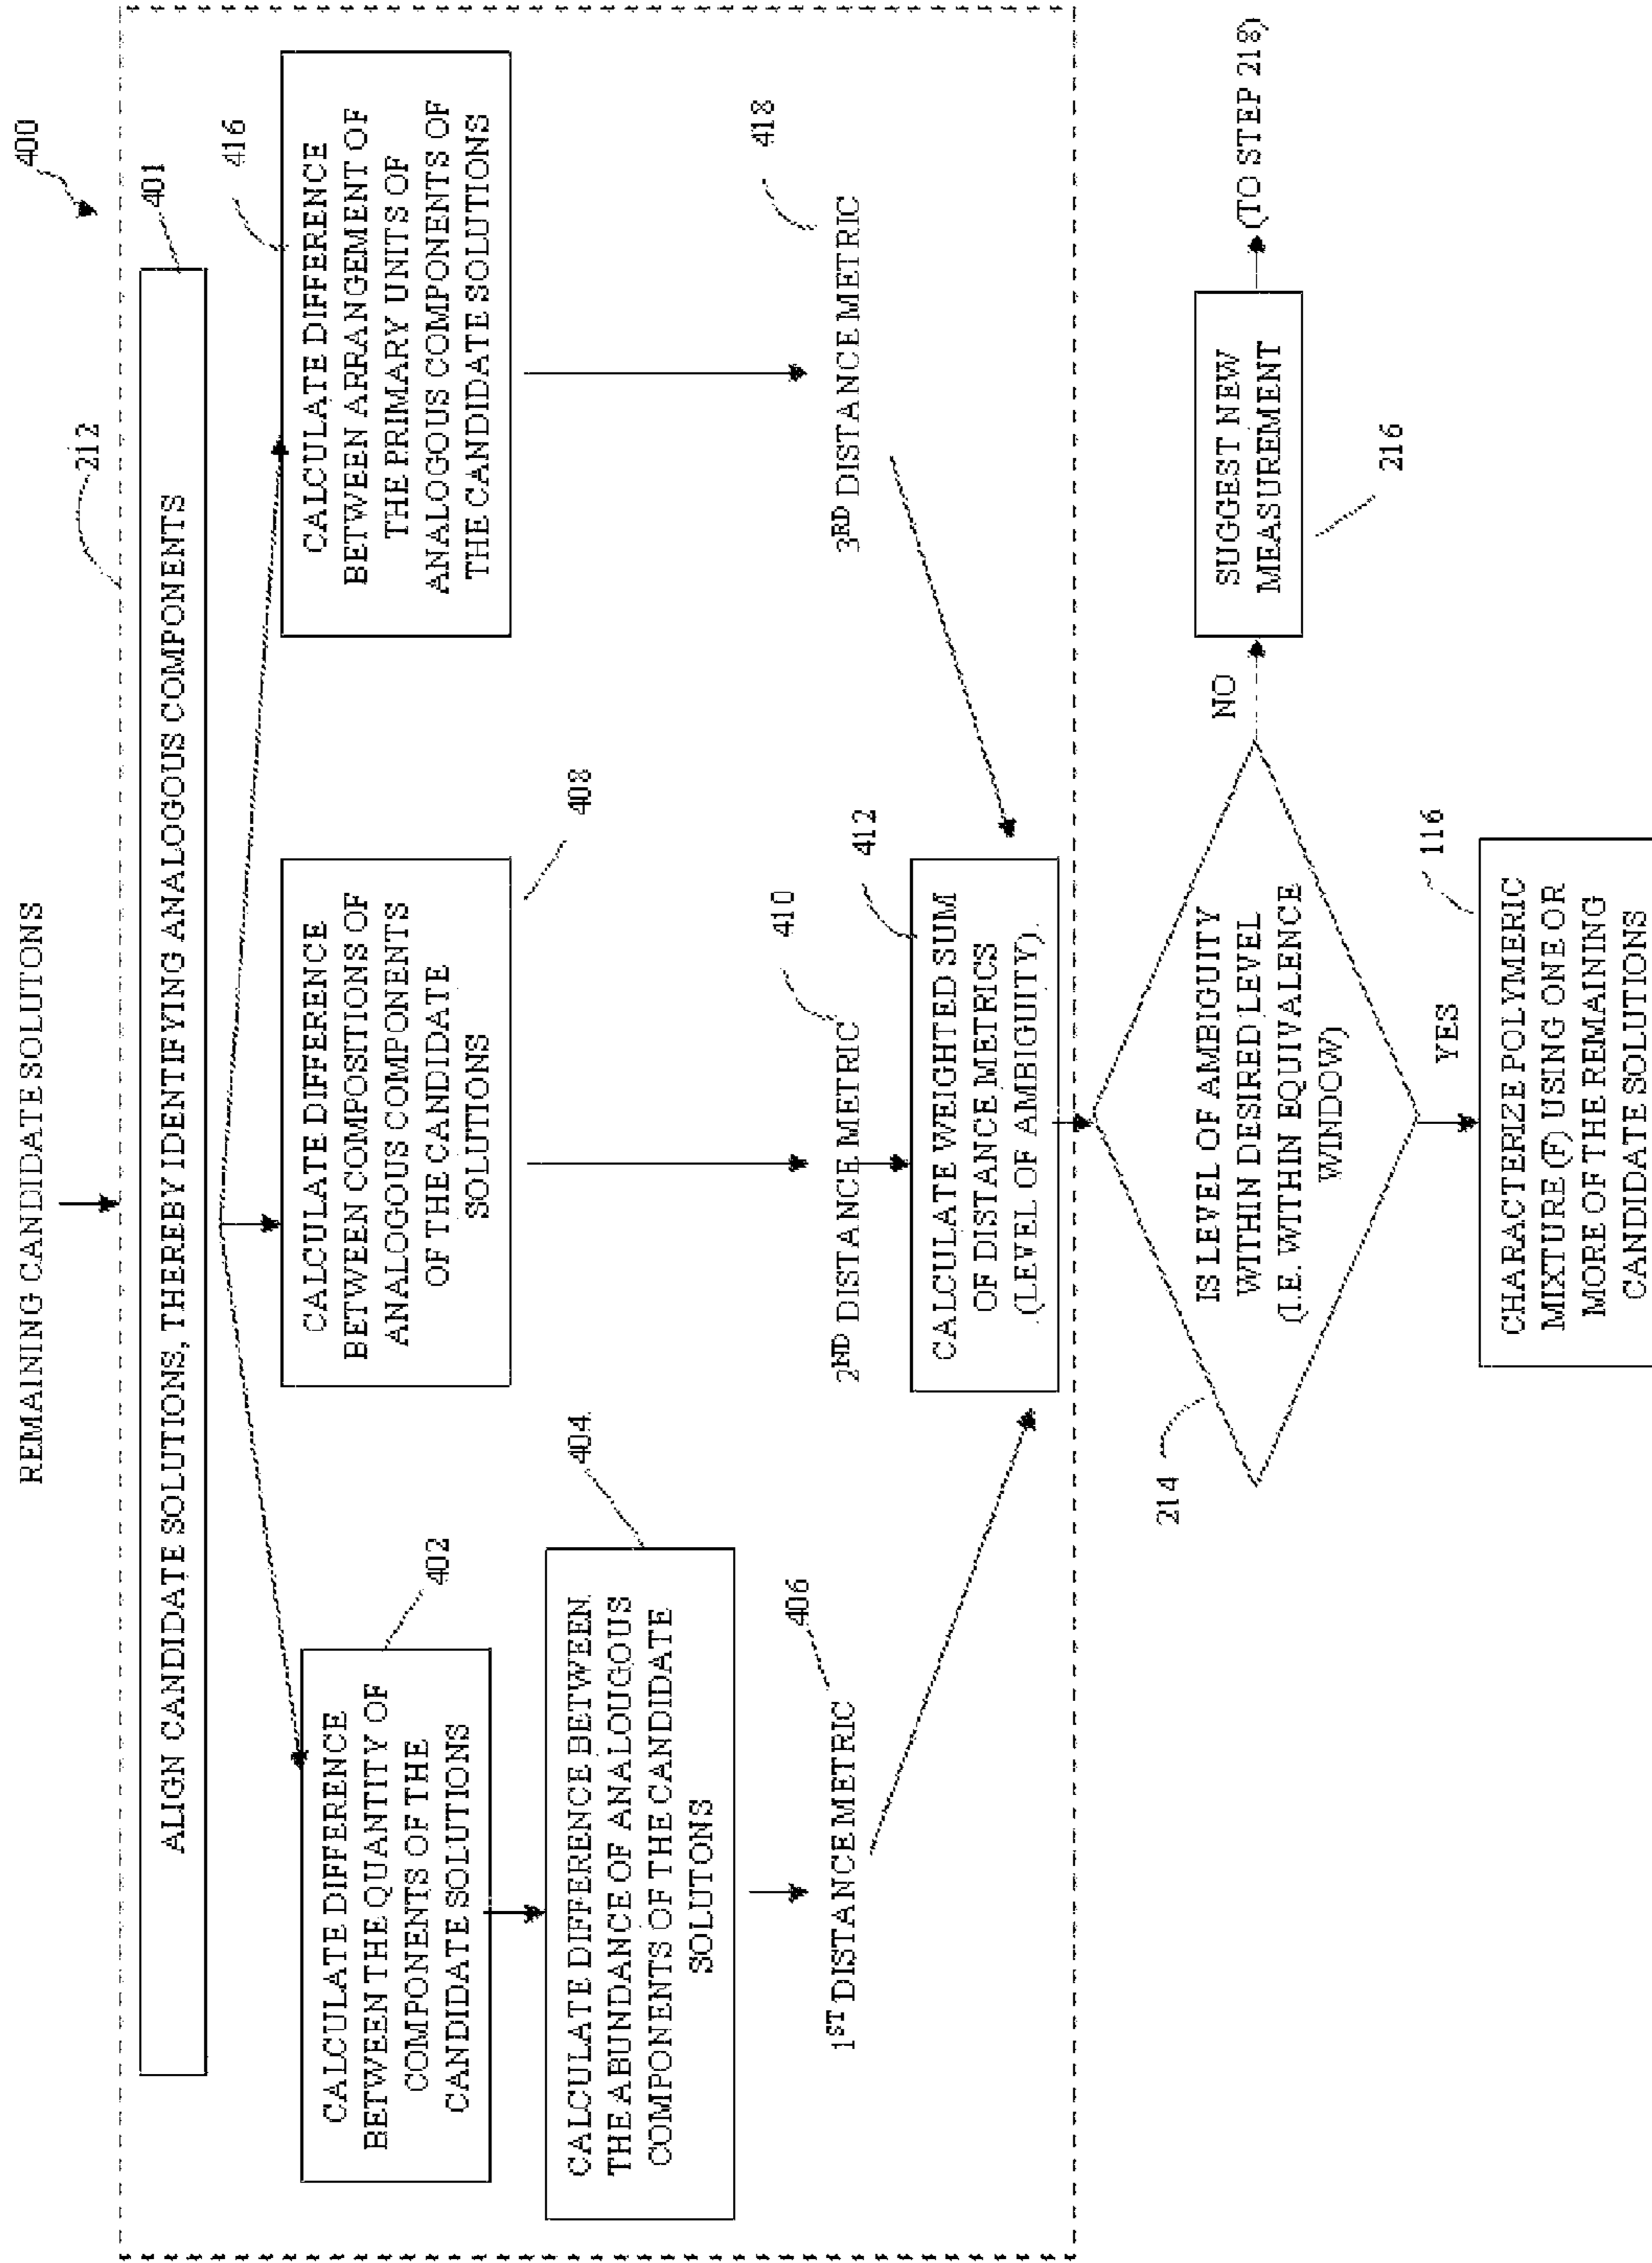 400
REMAINING CANDIDATE SOLUTONS
212
401
ALIGN CANDIDATE SOLUTIONS, THEREBY IDENTIFYING ANALOGOUS COMPONENTS
402
CALCULATE DIFFERENCE
BETWEEN THE QUANTITY OF
COMPONENTS OF THE
CANDIDATE SOLUTIONS
404
CALCULATE DIFFERENCE BETWEEN
THE ABUNDANCE OF ANALOUGOUS
COMPONENTS OF THE CANDIDATE
SOLUTONS
406
1ST DISTANCE METRIC
CALCULATE DIFFERENCE
BETWEEN COMPOSITIONS OF
ANALOGOUS COMPONENTS
OF THE CANDIDATE
SOLUTIONS
408
2ND DISTANCE METRIC
410
416
CALCULATE DIFFERENCE
BETWEEN ARRANGEMENT OF
THE PRIMARY UNITS OF
ANALOGOUS COMPONENTS OF
THE CANDIDATE SOLUTIONS
418
3RD DISTANCE METRIC
412
CALCULATE WEIGHTED SUM
OF DISTANCE METRICS
(LEVEL OF AMBIGUITY)
214
IS LEVEL OF AMBIGUITY
WITHIN DESIRED LEVEL
(I.E. WITHIN EQUIVALENCE
WINDOW)
NO
SUGGEST NEW
MEASUREMENT
(TO STEP 218)
216
YES
116
CHARACTERIZE POLYMERIC
MIXTURE (F) USING ONE OR
MORE OF THE REMAINING
CANDIDATE SOLUTIONS